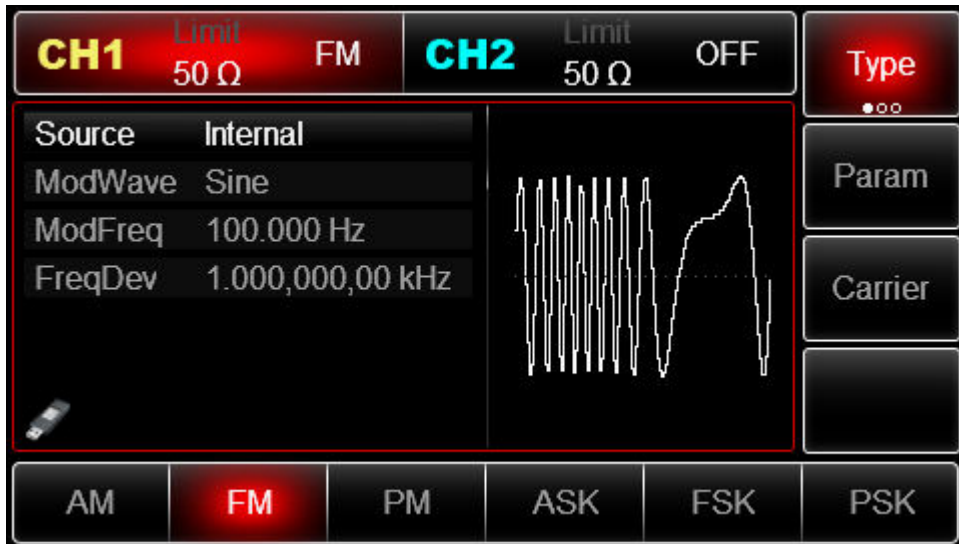 CH1 Limit 50 Ω FM CH2 Limit 50 Ω OFF Type
Source Internal
ModWave Sine Param
ModFreq 100.000 Hz
FreqDev 1.000,000,00 kHz Carrier
AM FM PM ASK FSK PSK